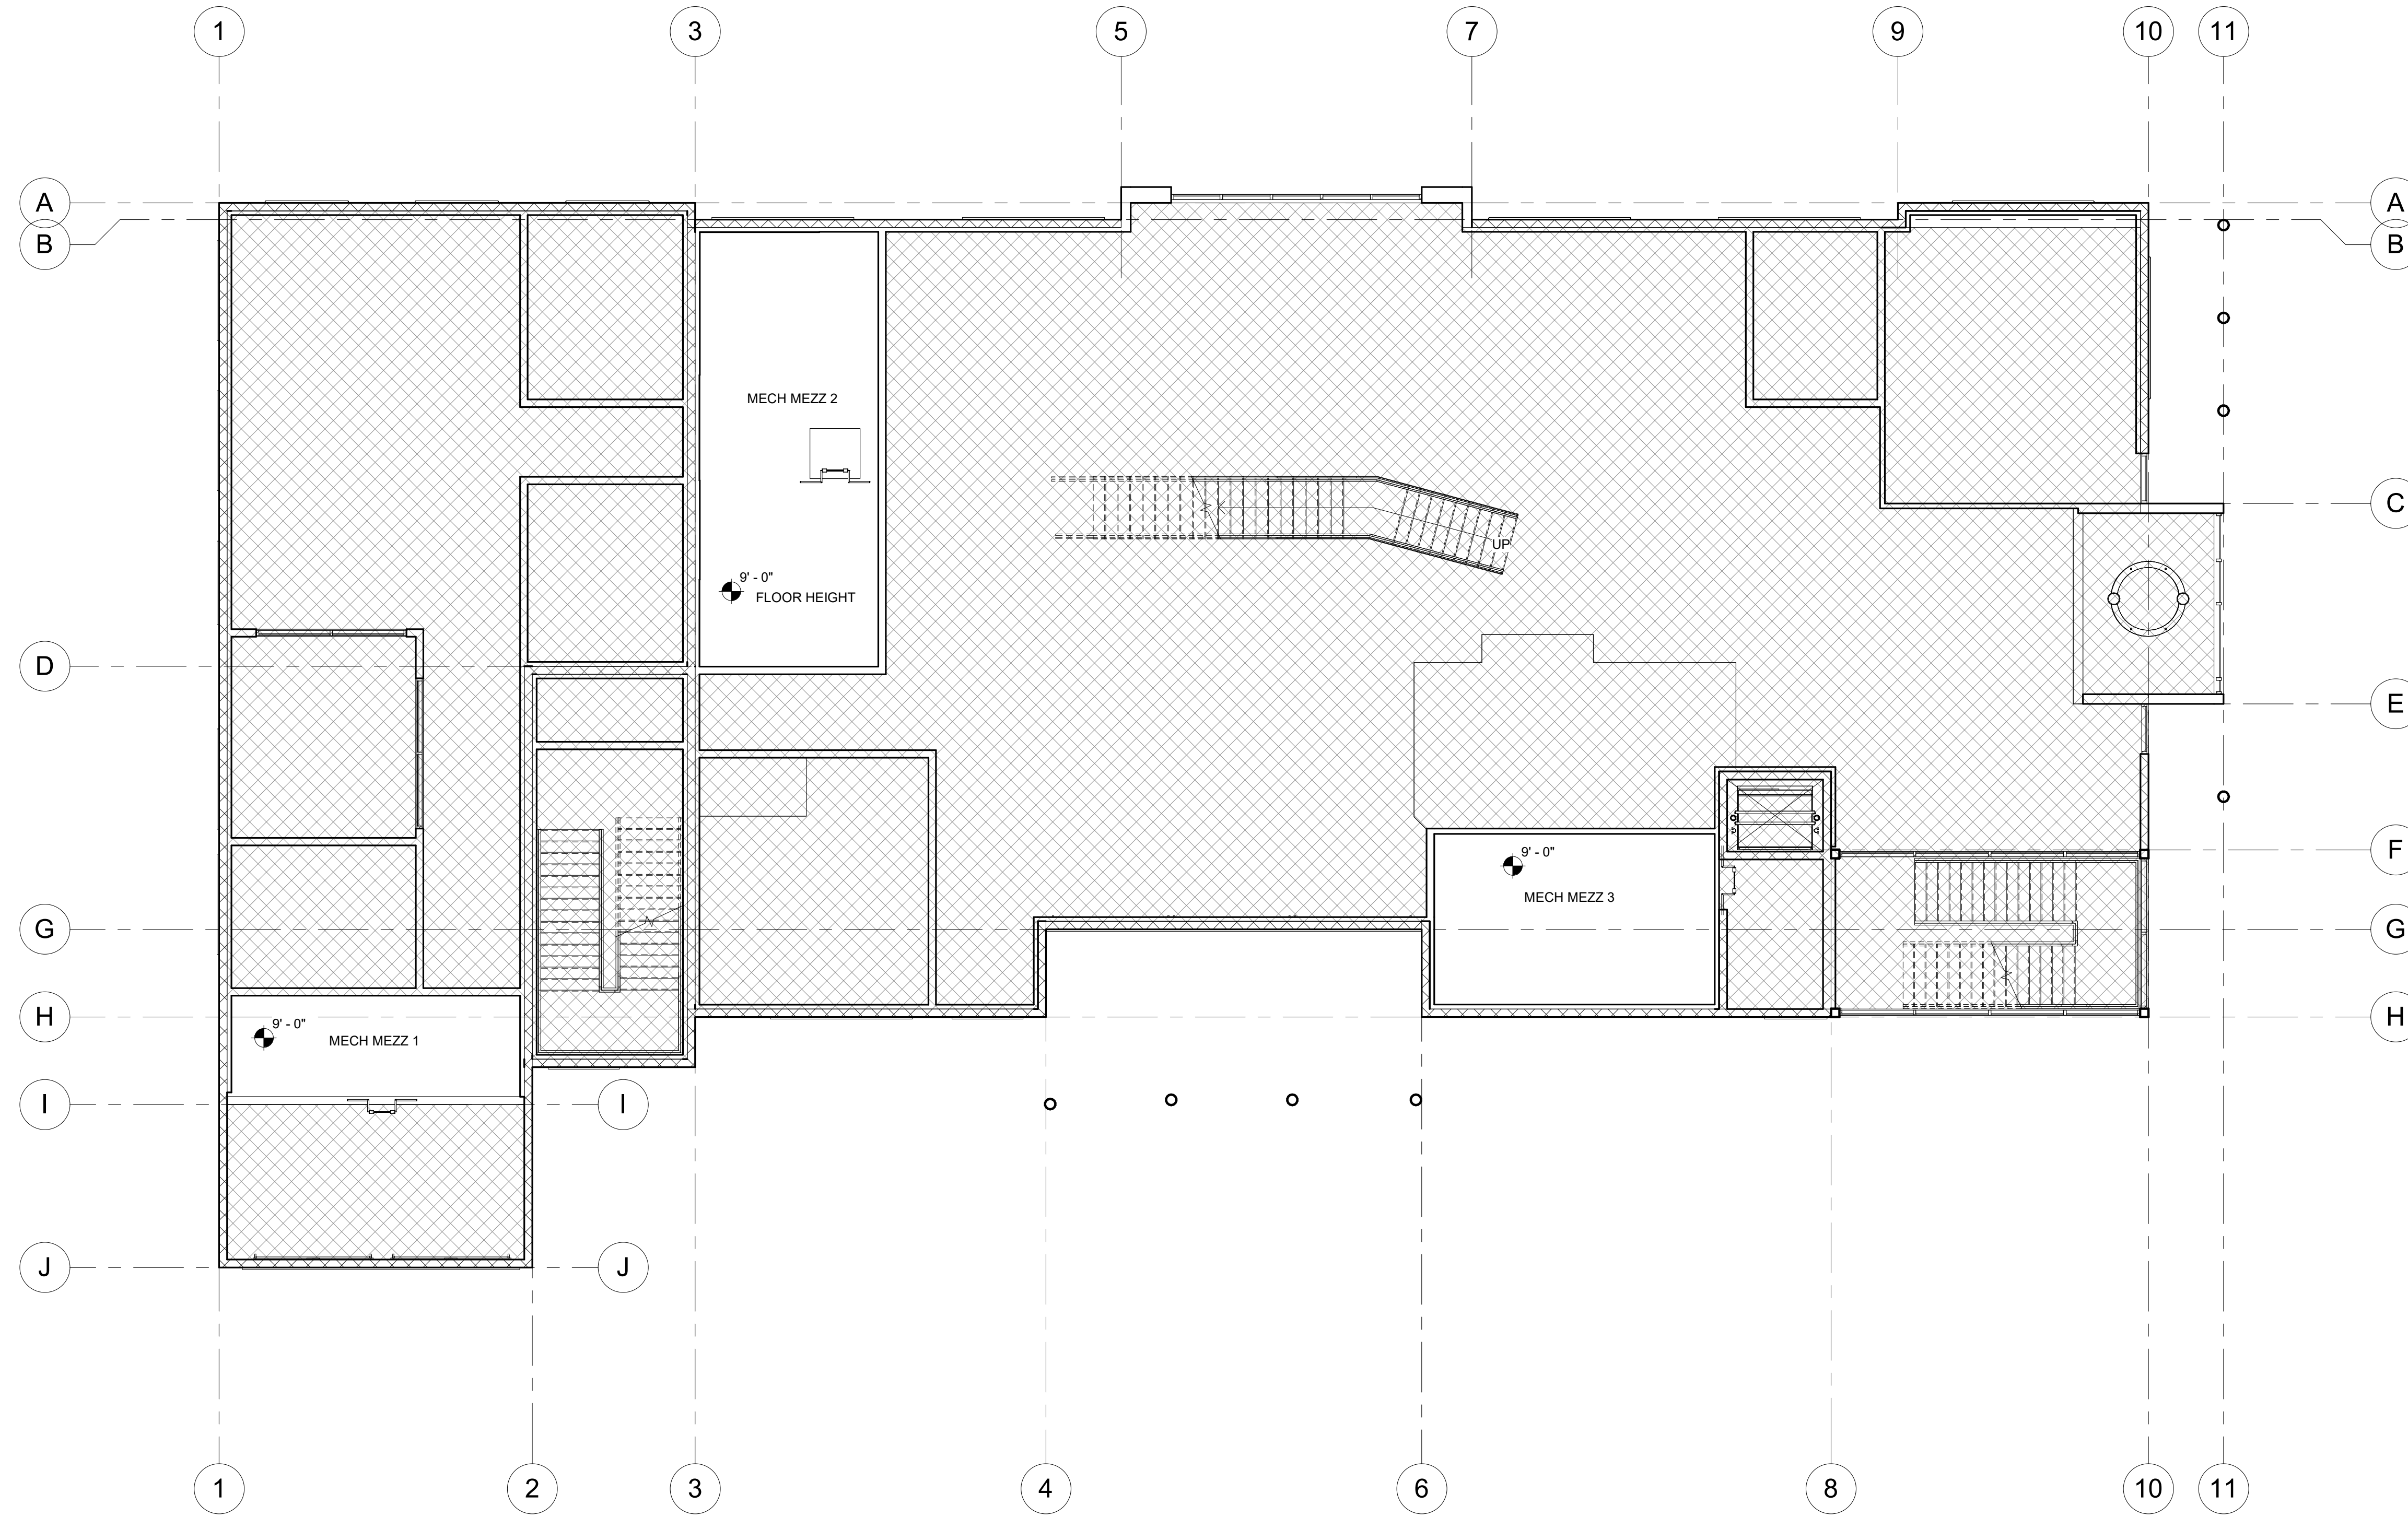 1
3
5
7
9
10
11
A
A
B
B
MECH MEZZ 2
C
UP
9' - 0"
FLOOR HEIGHT
D
E
9' - 0"
F
MECH MEZZ 3
G
G
H
H
9' - 0"
MECH MEZZ 1
I
I
J
J
1
2
3
4
6
8
10
11